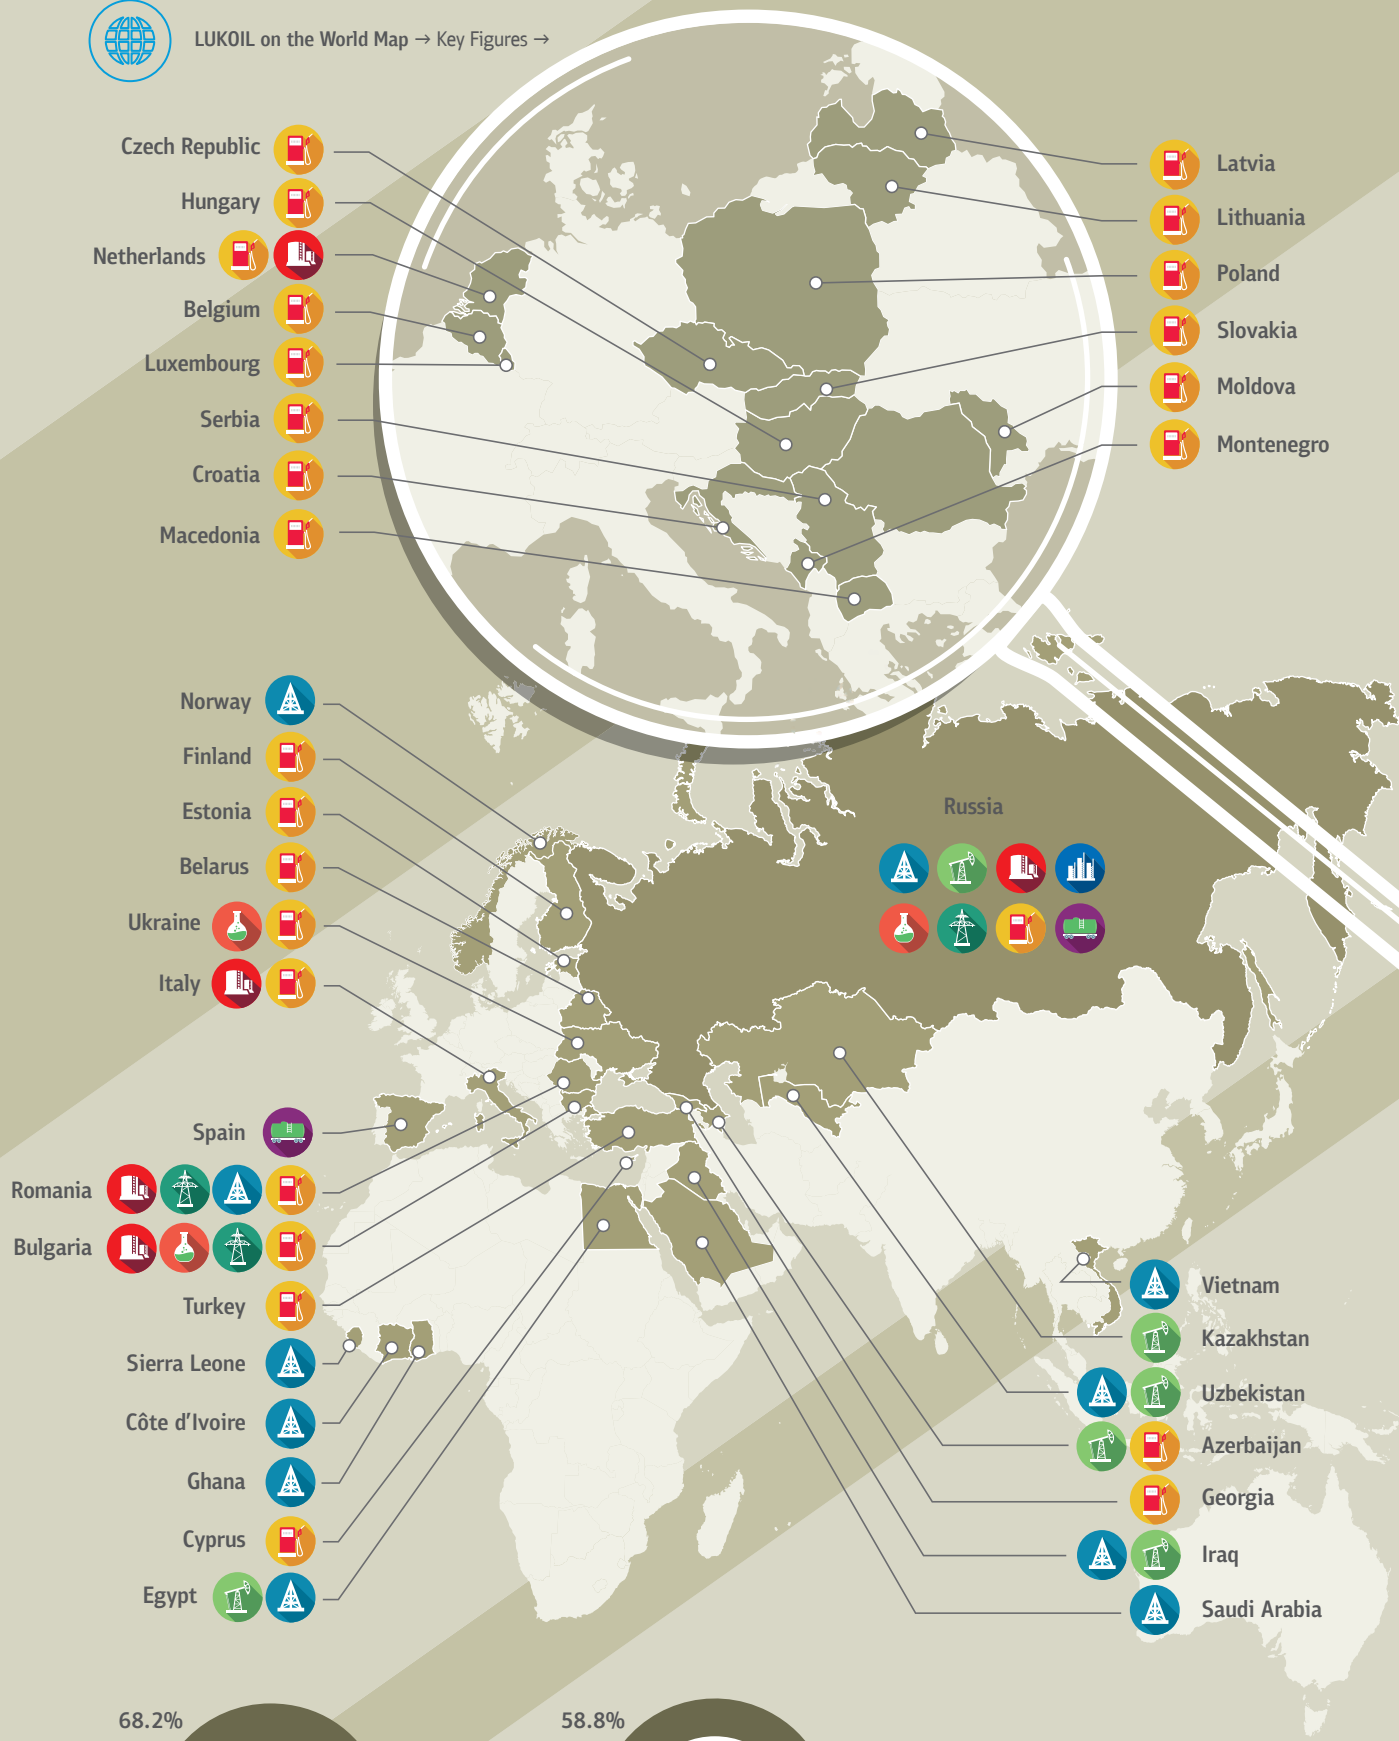 LUKOIL on the World Map → Key Figures →
Czech Republic
Hungary
Netherlands
Belgium
Luxembourg
Serbia
Croatia
Macedonia
Latvia
Lithuania
Poland
Slovakia
Moldova
Montenegro
Norway
Finland
Estonia
Belarus
Ukraine
Italy
Russia
Spain
Romania
Bulgaria
Turkey
Sierra Leone
Côte d’Ivoire
Ghana
Cyprus
Egypt
Vietnam
Kazakhstan
Uzbekistan
Azerbaijan
Georgia
Iraq
Saudi Arabia
68.2%
58.8%